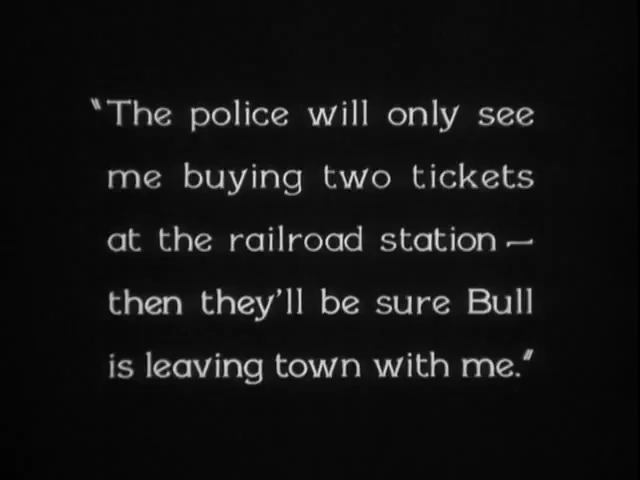 "The police will only see
me buying two tickets
at the railroad station —
then they'll be sure Bull
is leaving town with me."